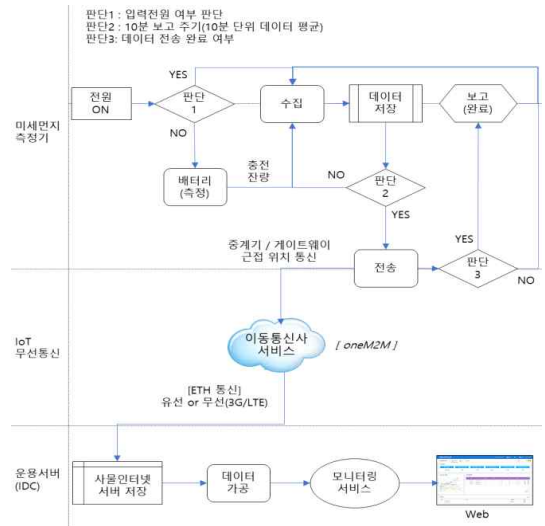 판단1 : 입력전원 여부 판단
판단2 : 10분 보고 주기(10분 단위 데이터 평균)
판단3: 데이터 전송 완료 여부
YES
전원
ON
판단
1
수집
데이터
저장
보고
(완료)
미세먼지
측정기
NO
배터리
(측정)
충전
잔량
NO
판단
2
YES
중계기 / 게이트웨이
근접 위치 통신
전송
YES
판단
3
NO
IoT
무선통신
이동통신사
서비스
[ oneM2M ]
[ETH 통신]
유선 or 무선(3G/LTE)
운용서버
(IDC)
사물인터넷
서버 저장
데이터
가공
모니터링
서비스
Web